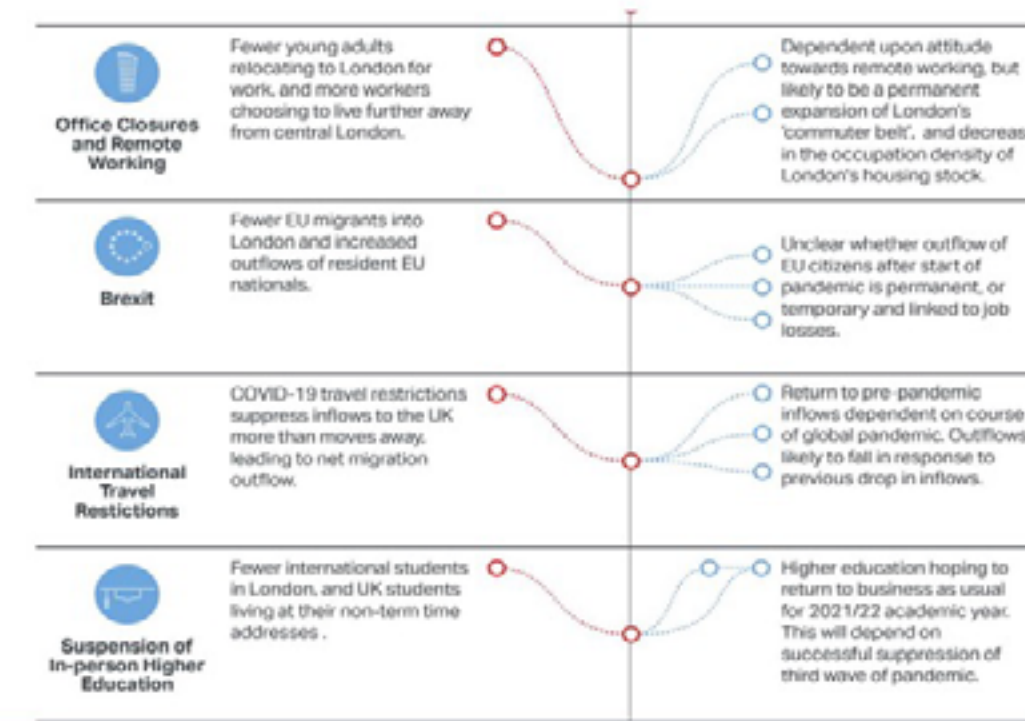 Office Closures
and Remote
Working
Fewer young adults
relocating to London for
work, and more workers
choosing to live further away
from central London.
Dependent upon attitude
towards remote working, but
likely to be a permanent
expansion of London's
'commuter belt', and decreas
in the occupation density of
London's housing stock.
Brexit
Fewer EU migrants into
London and increased
outflows of resident EU
nationals.
Unclear whether outflow of
EU citizens after start of
pandemic is permanent, or
temporary and linked to job
losses.
International
Travel
Restictions
COVID-19 travel restrictions
suppress inflows to the UK
more than moves away,
leading to net migration
outflow.
Return to pre-pandemic
inflows dependent on course
of global pandemic. Outlflows
likely to fall in response to
previous drop in inflows.
Suspension of
In-person Higher
Education
Fewer international students
in London, and UK students
living at their non-term time
addresses .
Higher education hoping to
return to business as usual
for 2021/22 academic year.
This will depend on
successful suppression of
third wave of pandemic.